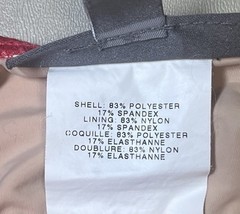 SHELL: 83% POLYESTER
17% SPANDEX
LINING: 83% NYLON
17% SPANDEX
COQUILLE: 83% POLYESTER
17% ELASTHANNE
DOUBLURE: 83% NYLON
17% ELASTHANNE